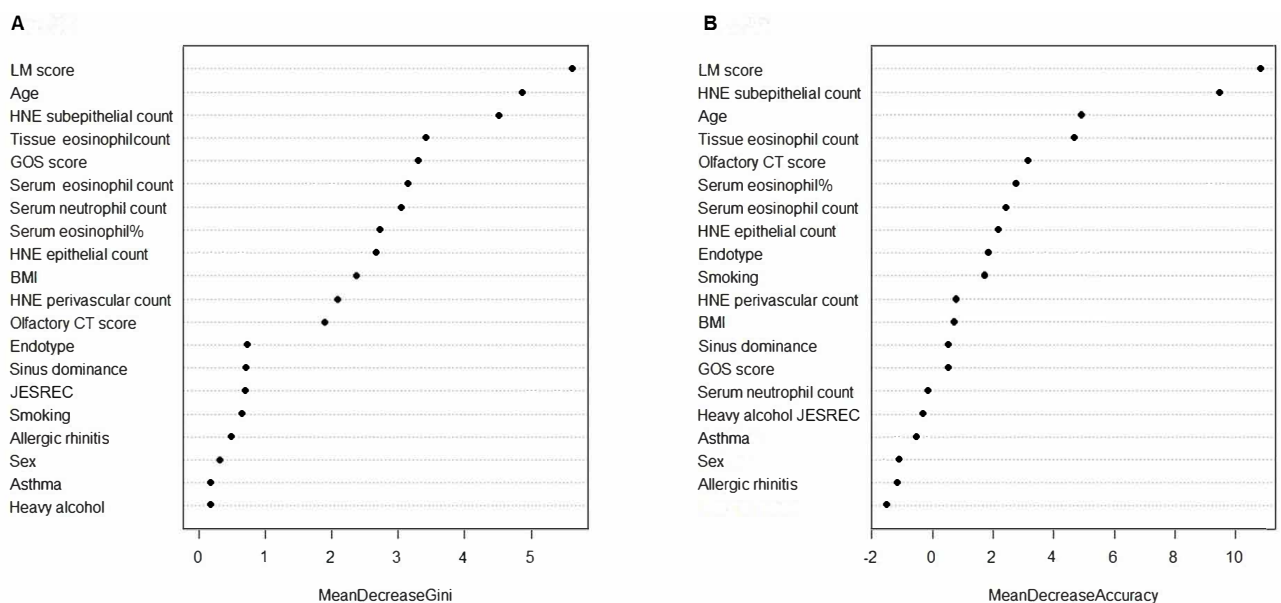 A
LM score
Age
HNE subepithelial count
Tissue eosinophilcount
GOS score
Serum eosinophil count
Serum neutrophil count
Serum eosinophil%
HNE epithelial count
BMI
HNE perivascular count
Olfactory CT score
Endotype
Sinus dominance
JESREC
Smoking
Allergic rhinitis
Sex
Asthma
Heavy alcohol
0 1 2 3 4 5
MeanDecreaseGini
B
LM score
HNE subepithelial count
Age
Tissue eosinophil count
Olfactory CT score
Serum eosinophil%
Serum eosinophil count
HNE epithelial count
Endotype
Smoking
HNE perivascular count
BMI
Sinus dominance
GOS score
Serum neutrophil count
Heavy alcohol JESREC
Asthma
Sex
Allergic rhinitis
-2 0 2 4 6 8 10
MeanDecreaseAccuracy